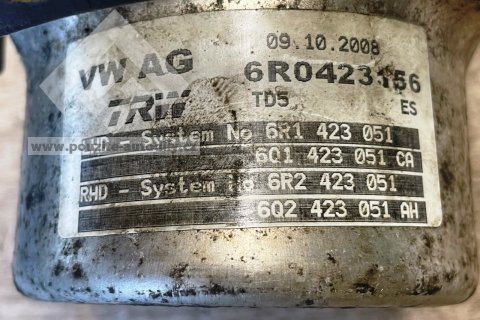 09.10.2008
VW AG 6R0423156
TRW TD5 ES
- System No 6R1 423 051
6Q1 423 051 CA
RHD - System No 6R2 423 051
6Q2 423 051 AH